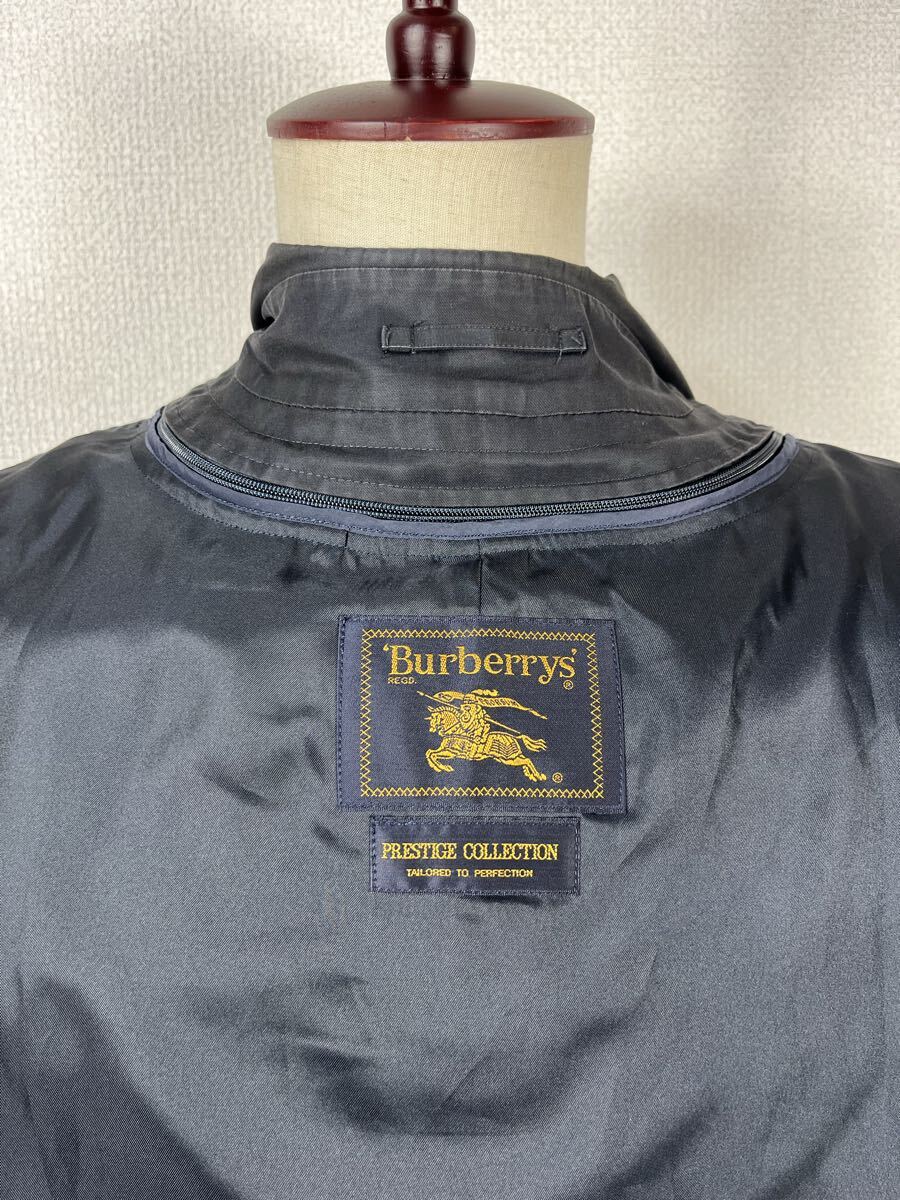 'Burberrys'
REGD. ®
®
PRESTIGE COLLECTION
TAILORED TO PERFECTION